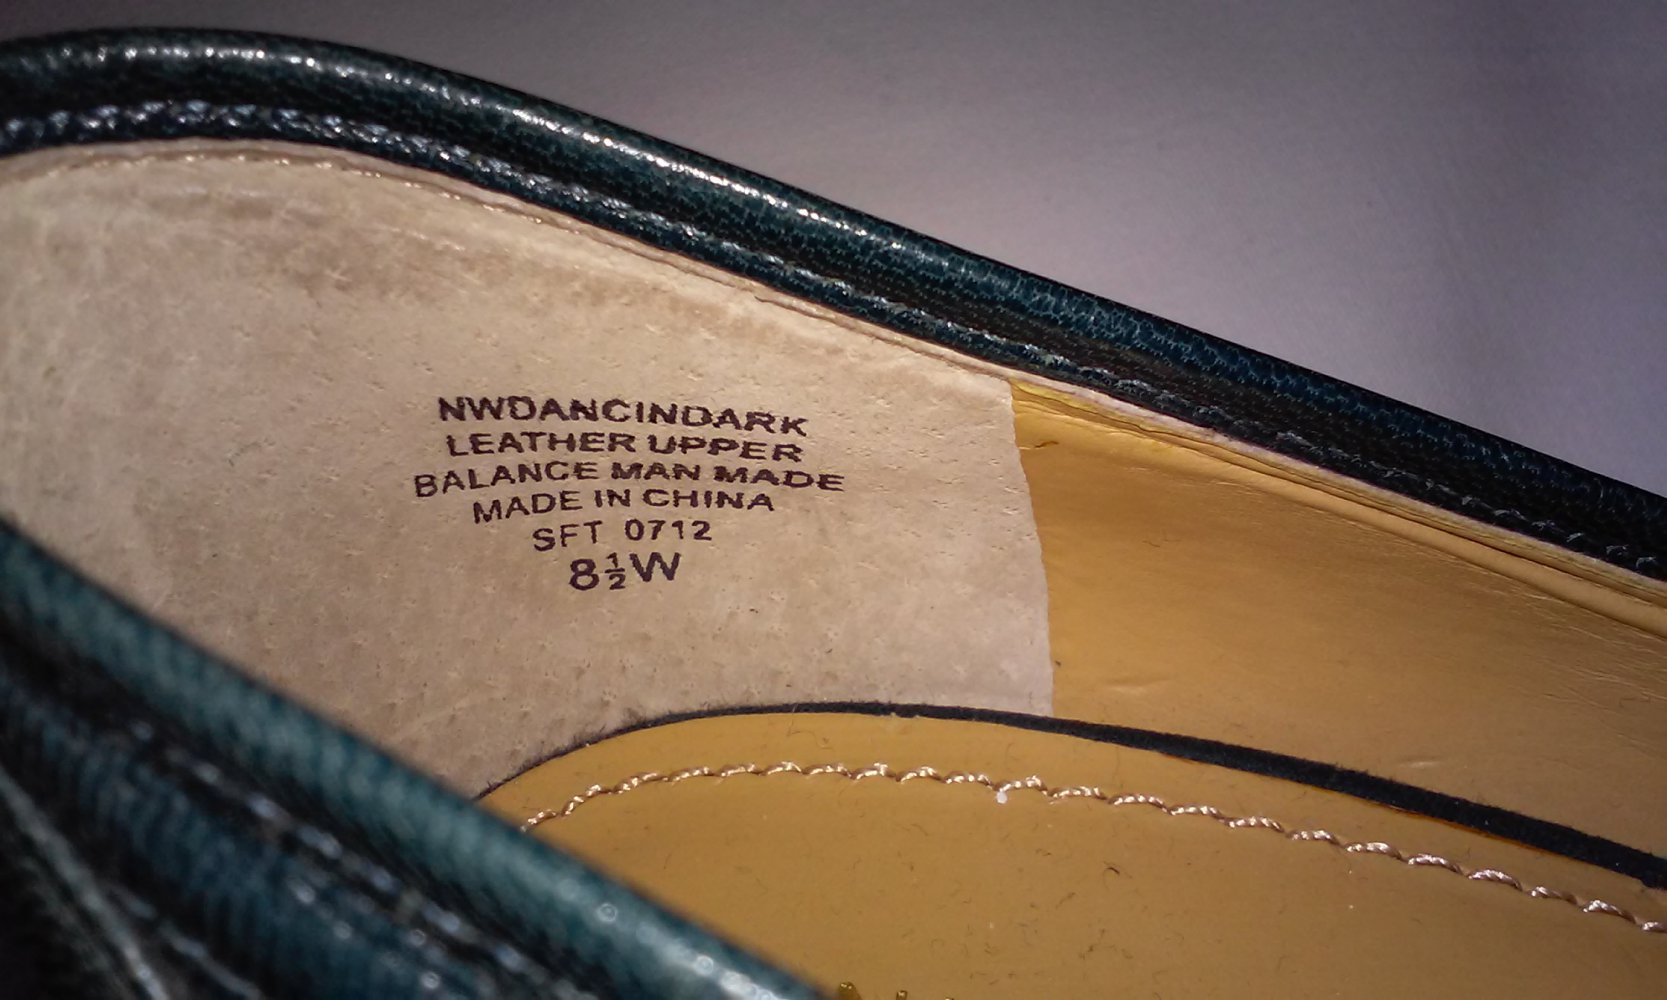 NWDANCINDARK
LEATHER UPPER
BALANCE MAN MADE
MADE IN CHINA
SFT 0712
8½W